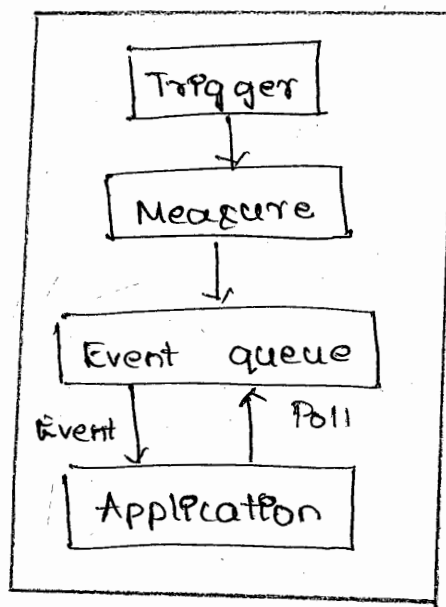 Trigger
Measure
Event queue
Event
Poll
Application